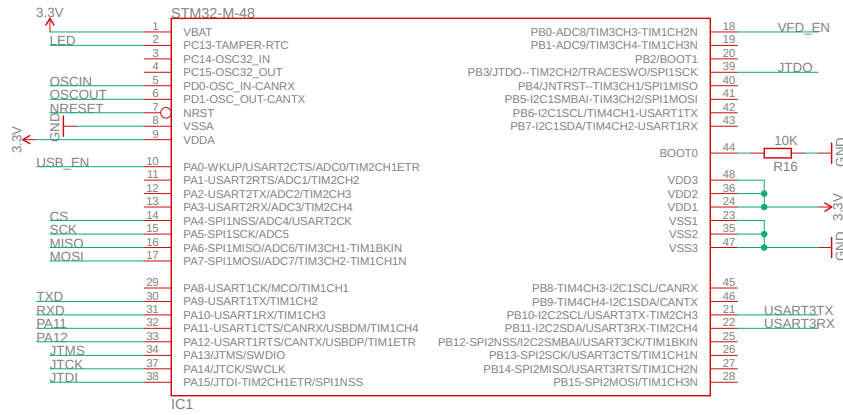 STM32-M-48
3.3V
1 VBAT PB0-ADC8/TIM3CH3-TIM1CH2N 18 VFD_EN
LED 2 PC13-TAMPER-RTC PB1-ADC9/TIM3CH4-TIM1CH3N 19
3 PC14-OSC32_IN PB2/BOOT1 20
4 PC15-OSC32_OUT PB3/JTDO--TIM2CH2/TRACESWO/SPI1SCK 39 JTDO
OSCIN 5 PD0-OSC_IN-CANRX PB4/JNTRST--TIM3CH1/SPI1MISO 40
OSCOUT 6 PD1-OSC_OUT-CANTX PB5-I2C1SMBAI-TIM3CH2/SPI1MOSI 41
NRESET 7 NRST PB6-I2C1SCL/TIM4CH1-USART1TX 42
GND 8 VSSA PB7-I2C1SDA/TIM4CH2-USART1RX 43
3.3V 9 VDDA
BOOT0 44 10K GND
R16
USB_EN 10 PA0-WKUP/USART2CTS/ADC0/TIM2CH1ETR
11 PA1-USART2RTS/ADC1/TIM2CH2 VDD3 48
12 PA2-USART2TX/ADC2/TIM2CH3 VDD2 36
13 PA2-USART2RX/ADC3/TIM2CH4 VDD1 24 3.3V
CS 14 PA4-SPI1NSS/ADC4/USART2CK VSS1 23
SCK 15 PA5-SPI1SCK/ADC5 VSS2 35
MISO 16 PA6-SPI1MISO/ADC6/TIM3CH1-TIM1BKIN VSS3 47 GND
MOSI 17 PA7-SPI1MOSI/ADC7/TIM3CH2-TIM1CH1N
29 PA8-USART1CK/MCO/TIM1CH1 PB8-TIM4CH3-I2C1SCL/CANRX 45
TXD 30 PA9-USART1TX/TIM1CH2 PB9-TIM4CH4-I2C1SDA/CANTX 46
RXD 31 PA10-USART1RX/TIM1CH3 PB10-I2C2SCL/USART3TX-TIM2CH3 21 USART3TX
PA11 32 PA11-USART1CTS/CANRX/USBDM/TIM1CH4 PB11-I2C2SDA/USART3RX-TIM2CH4 22 USART3RX
PA12 33 PA12-USART1RTS/CANTX/USBDP/TIM1ETR PB12-SPI2NSS/I2C2SMBAI/USART3CK/TIM1BKIN 25
JTMS 34 PA13/JTMS/SWDIO PB13-SPI2SCK/USART3CTS/TIM1CH1N 26
JTCK 37 PA14/JTCK/SWCLK PB14-SPI2MISO/USART3RTS/TIM1CH2N 27
JTDI 38 PA15/JTDI-TIM2CH1ETR/SPI1NSS PB15-SPI2MOSI/TIM1CH3N 28
IC1